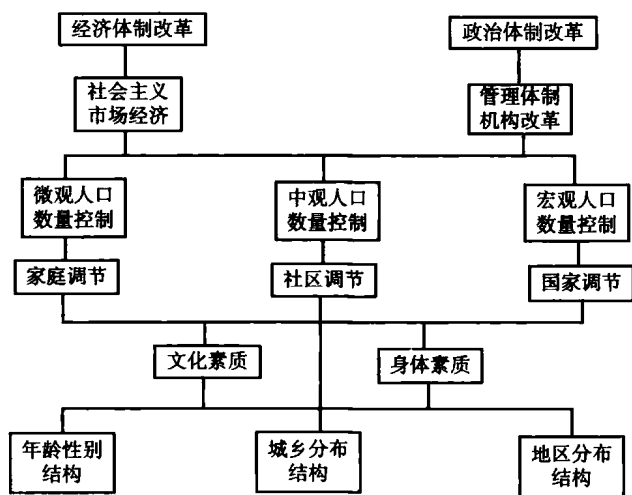 经济体制改革
政治体制改革
社会主义
市场经济
管理体制
机构改革
微观人口
数量控制
中观人口
数量控制
宏观人口
数量控制
家庭调节
社区调节
国家调节
文化素质
身体素质
年龄性别
结构
城乡分布
结构
地区分布
结构